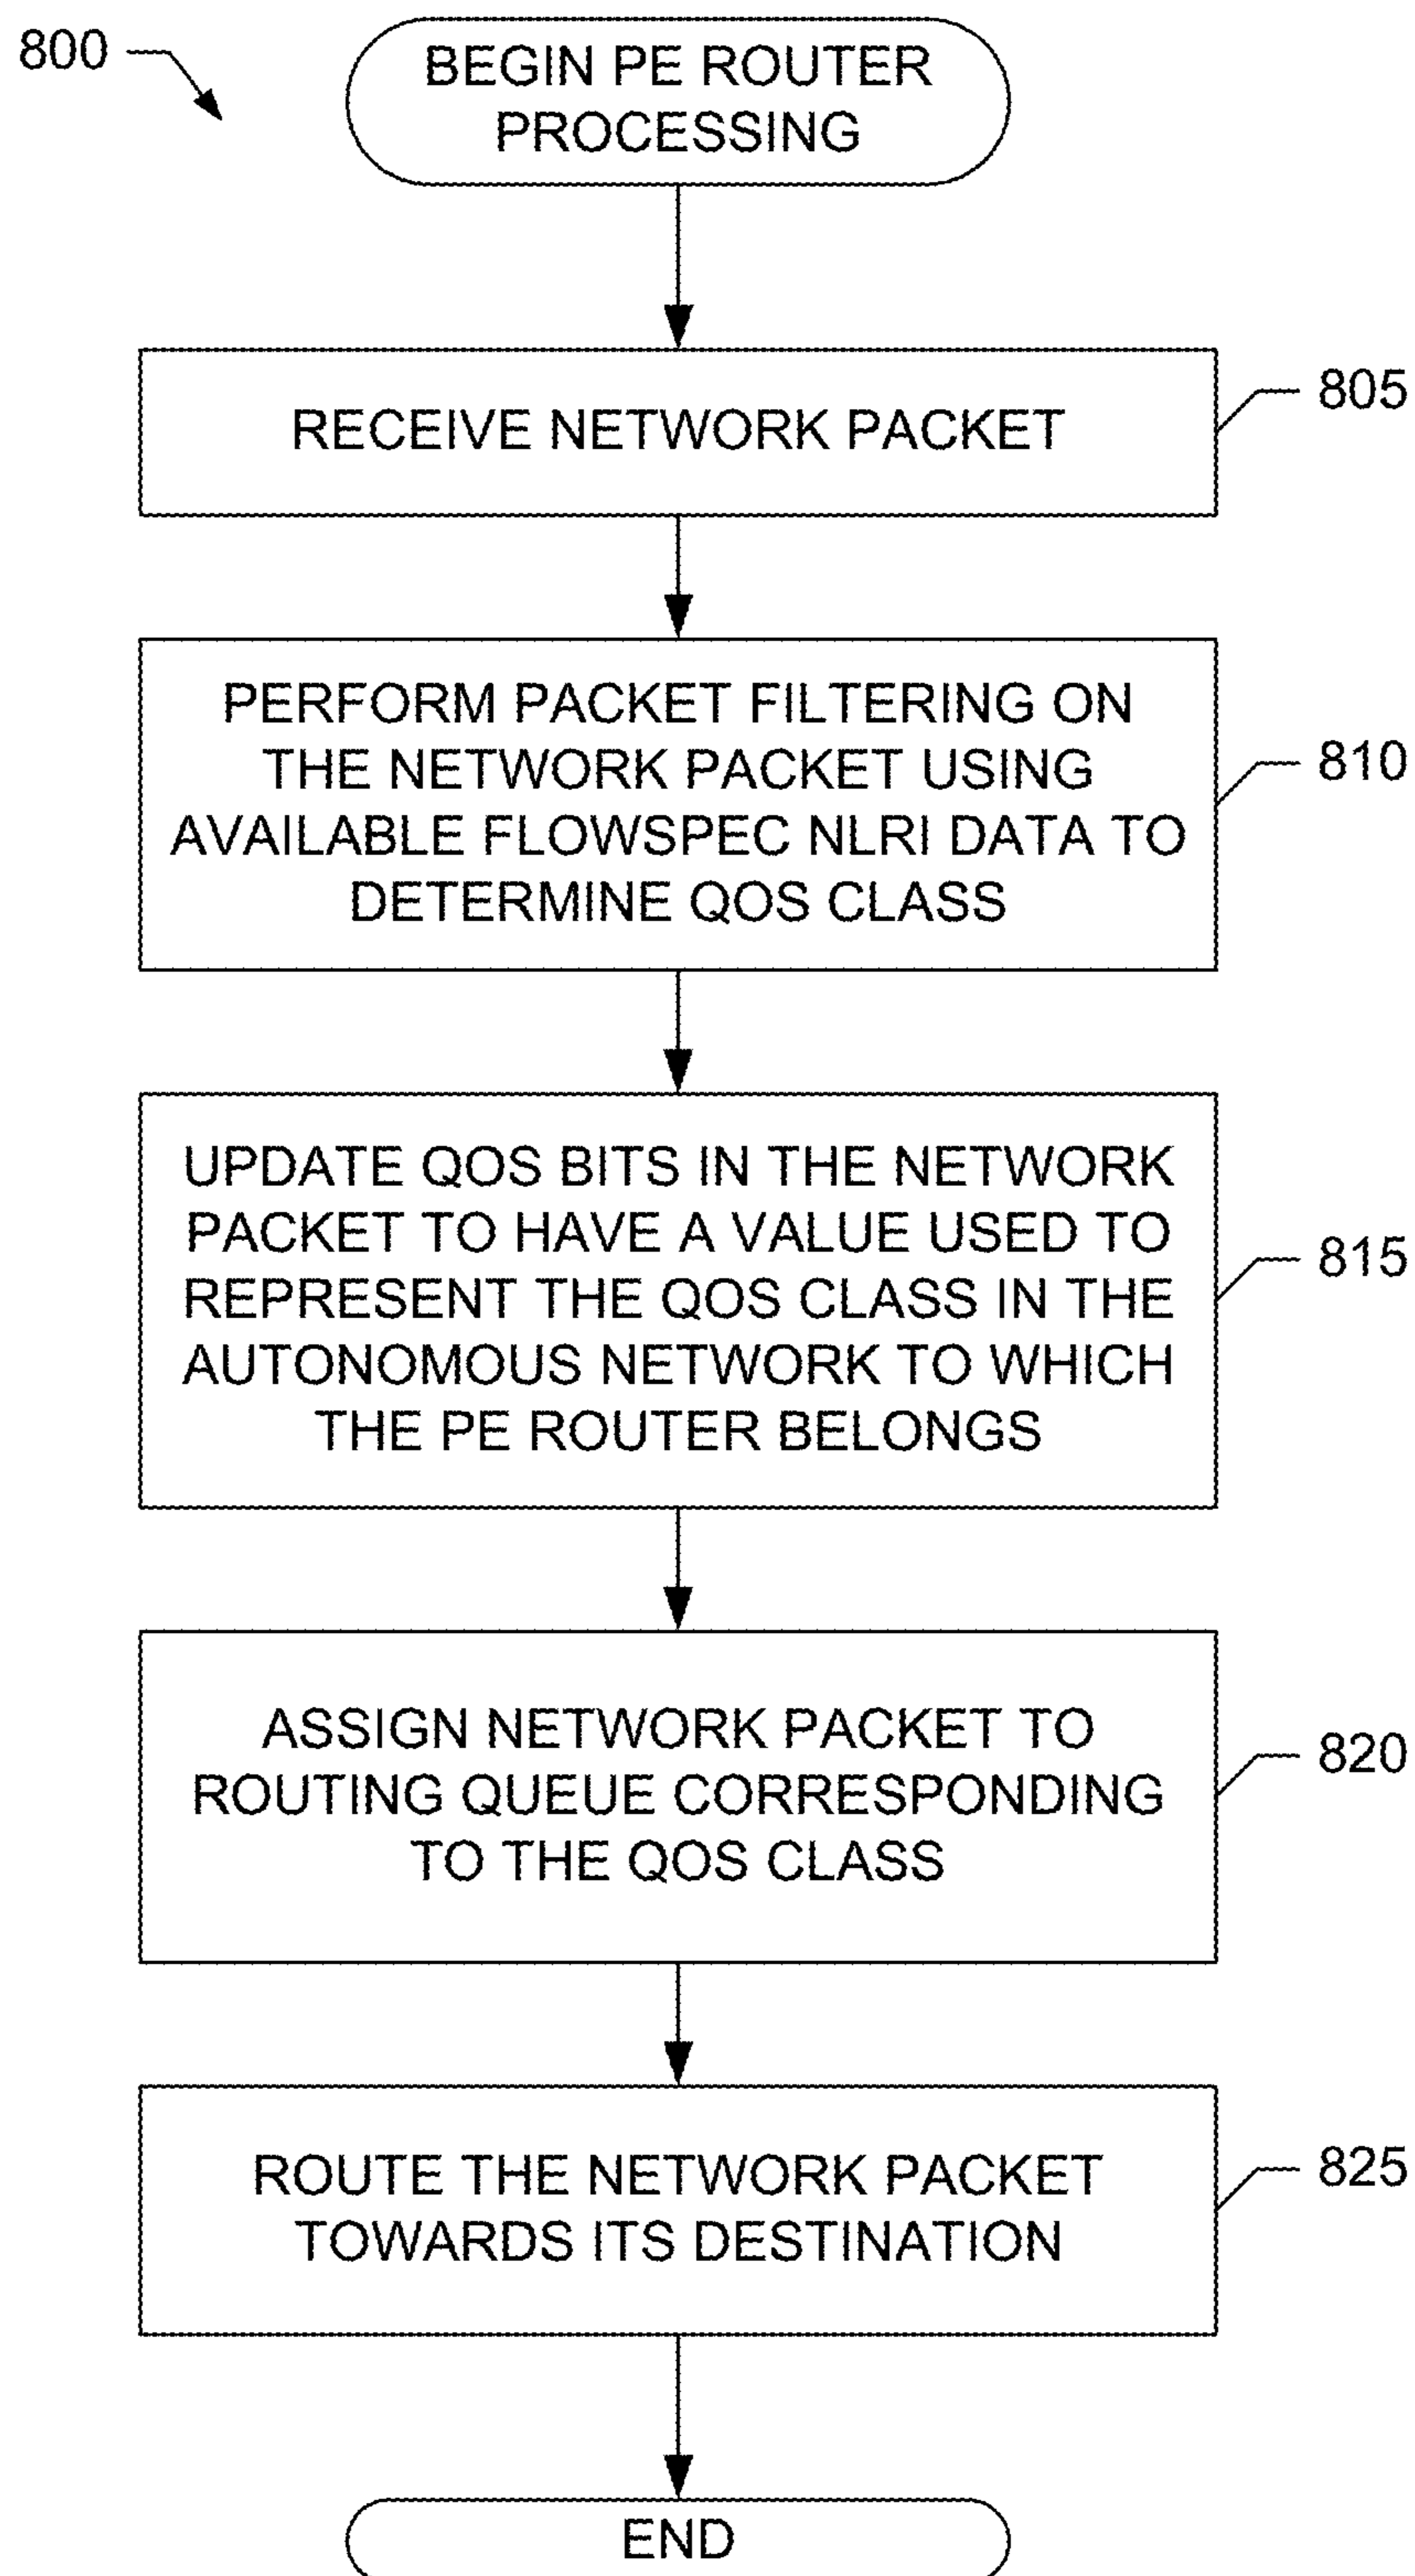 800
BEGIN PE ROUTER
PROCESSING
RECEIVE NETWORK PACKET
805
PERFORM PACKET FILTERING ON
THE NETWORK PACKET USING
AVAILABLE FLOWSPEC NLRI DATA TO
DETERMINE QOS CLASS
810
UPDATE QOS BITS IN THE NETWORK
PACKET TO HAVE A VALUE USED TO
REPRESENT THE QOS CLASS IN THE
AUTONOMOUS NETWORK TO WHICH
THE PE ROUTER BELONGS
815
ASSIGN NETWORK PACKET TO
ROUTING QUEUE CORRESPONDING
TO THE QOS CLASS
820
ROUTE THE NETWORK PACKET
TOWARDS ITS DESTINATION
825
END